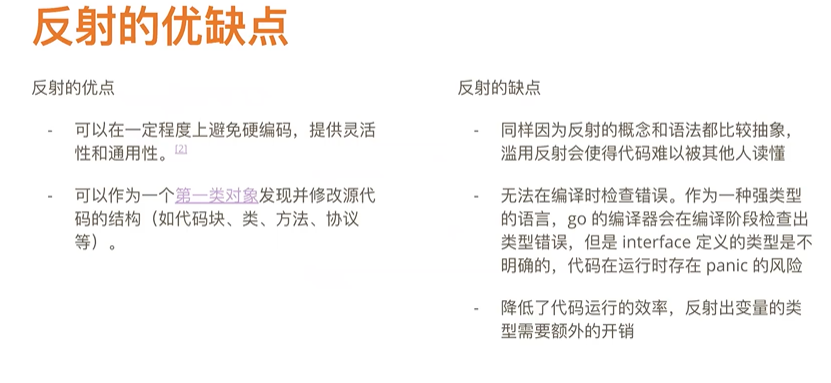 反射的优缺点
反射的优点
- 可以在一定程度上避免硬编码，提供灵活
性和通用性。[2]
- 可以作为一个第一类对象发现并修改源代
码的结构（如代码块、类、方法、协议
等）。
反射的缺点
- 同样因为反射的概念和语法都比较抽象，
滥用反射会使得代码难以被其他人读懂
- 无法在编译时检查错误。作为一种强类型
的语言，go 的编译器会在编译阶段检查出
类型错误，但是 interface 定义的类型是不
明确的，代码在运行时存在 panic 的风险
- 降低了代码运行的效率，反射出变量的类
型需要额外的开销